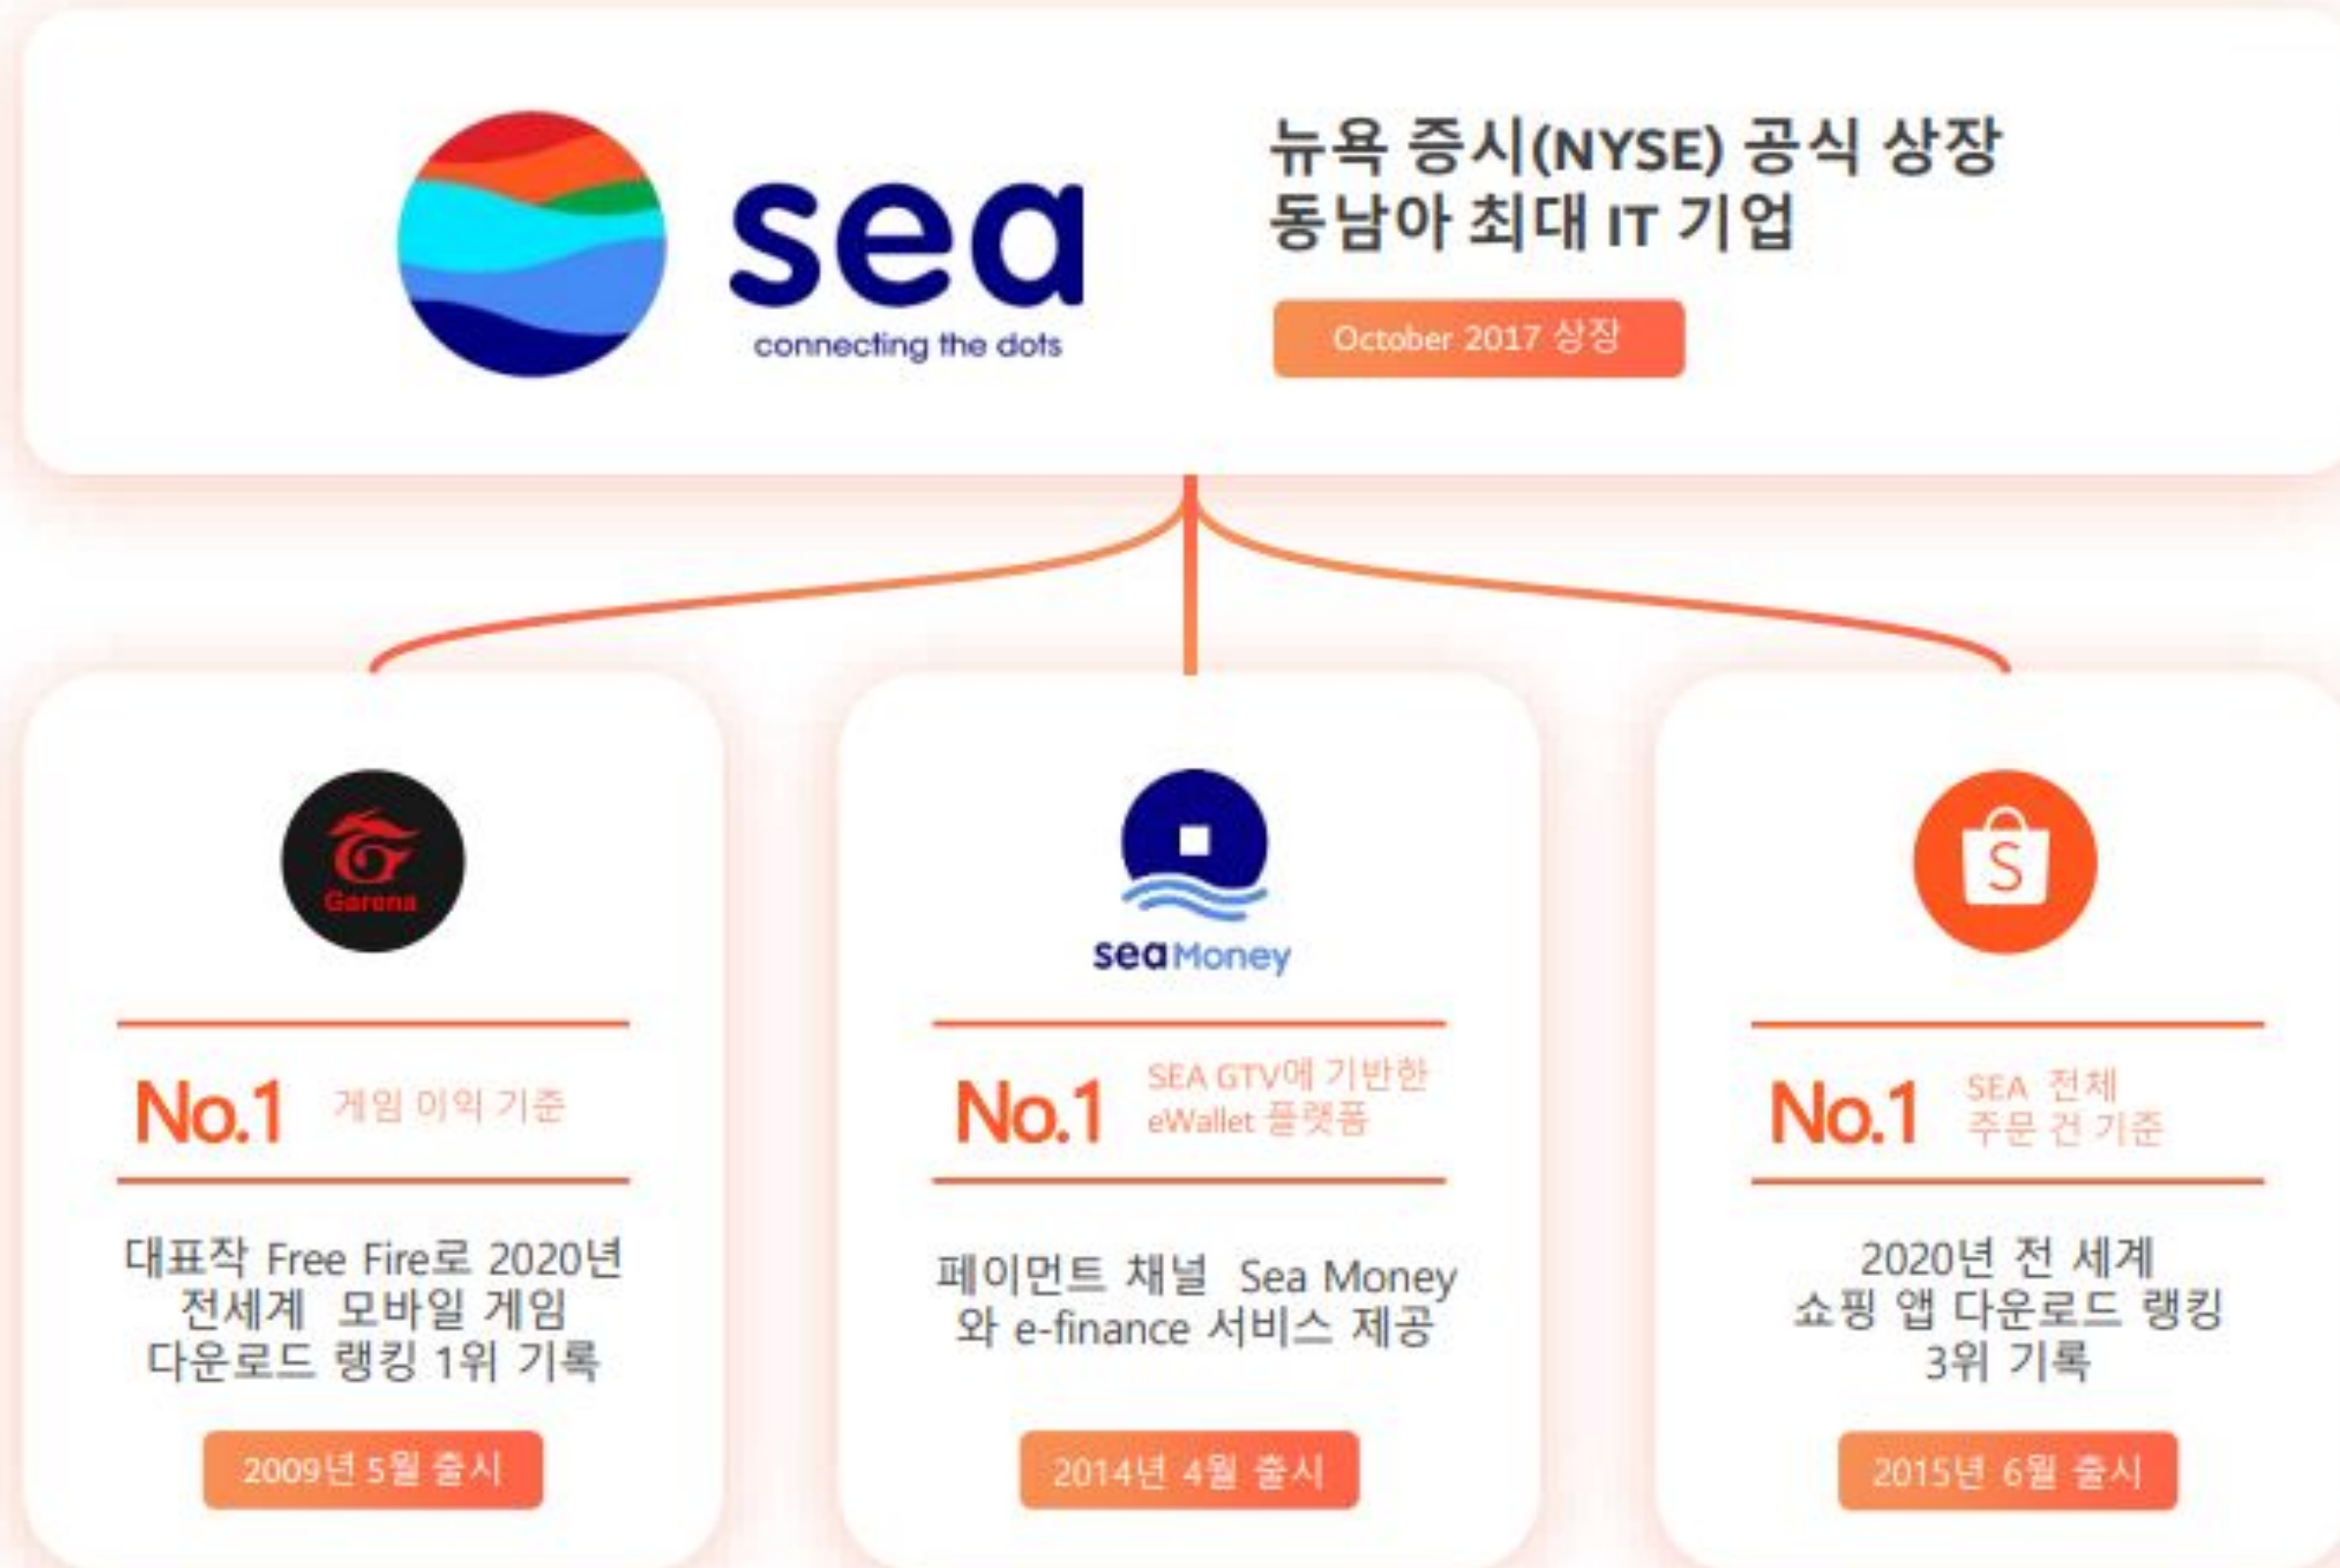 sea
connecting the dots
뉴욕 증시(NYSE) 공식 상장
동남아 최대 IT 기업
October 2017 상장
Garena
No.1
게임 이익 기준
대표작 Free Fire로 2020년
전세계 모바일 게임
다운로드 랭킹 1위 기록
2009년 5월 출시
seaMoney
No.1
SEA GTV에 기반한
eWallet 플랫폼
페이먼트 채널 Sea Money
와 e-finance 서비스 제공
2014년 4월 출시
S
No.1
SEA 전체
주문 건 기준
2020년 전 세계
쇼핑 앱 다운로드 랭킹
3위 기록
2015년 6월 출시